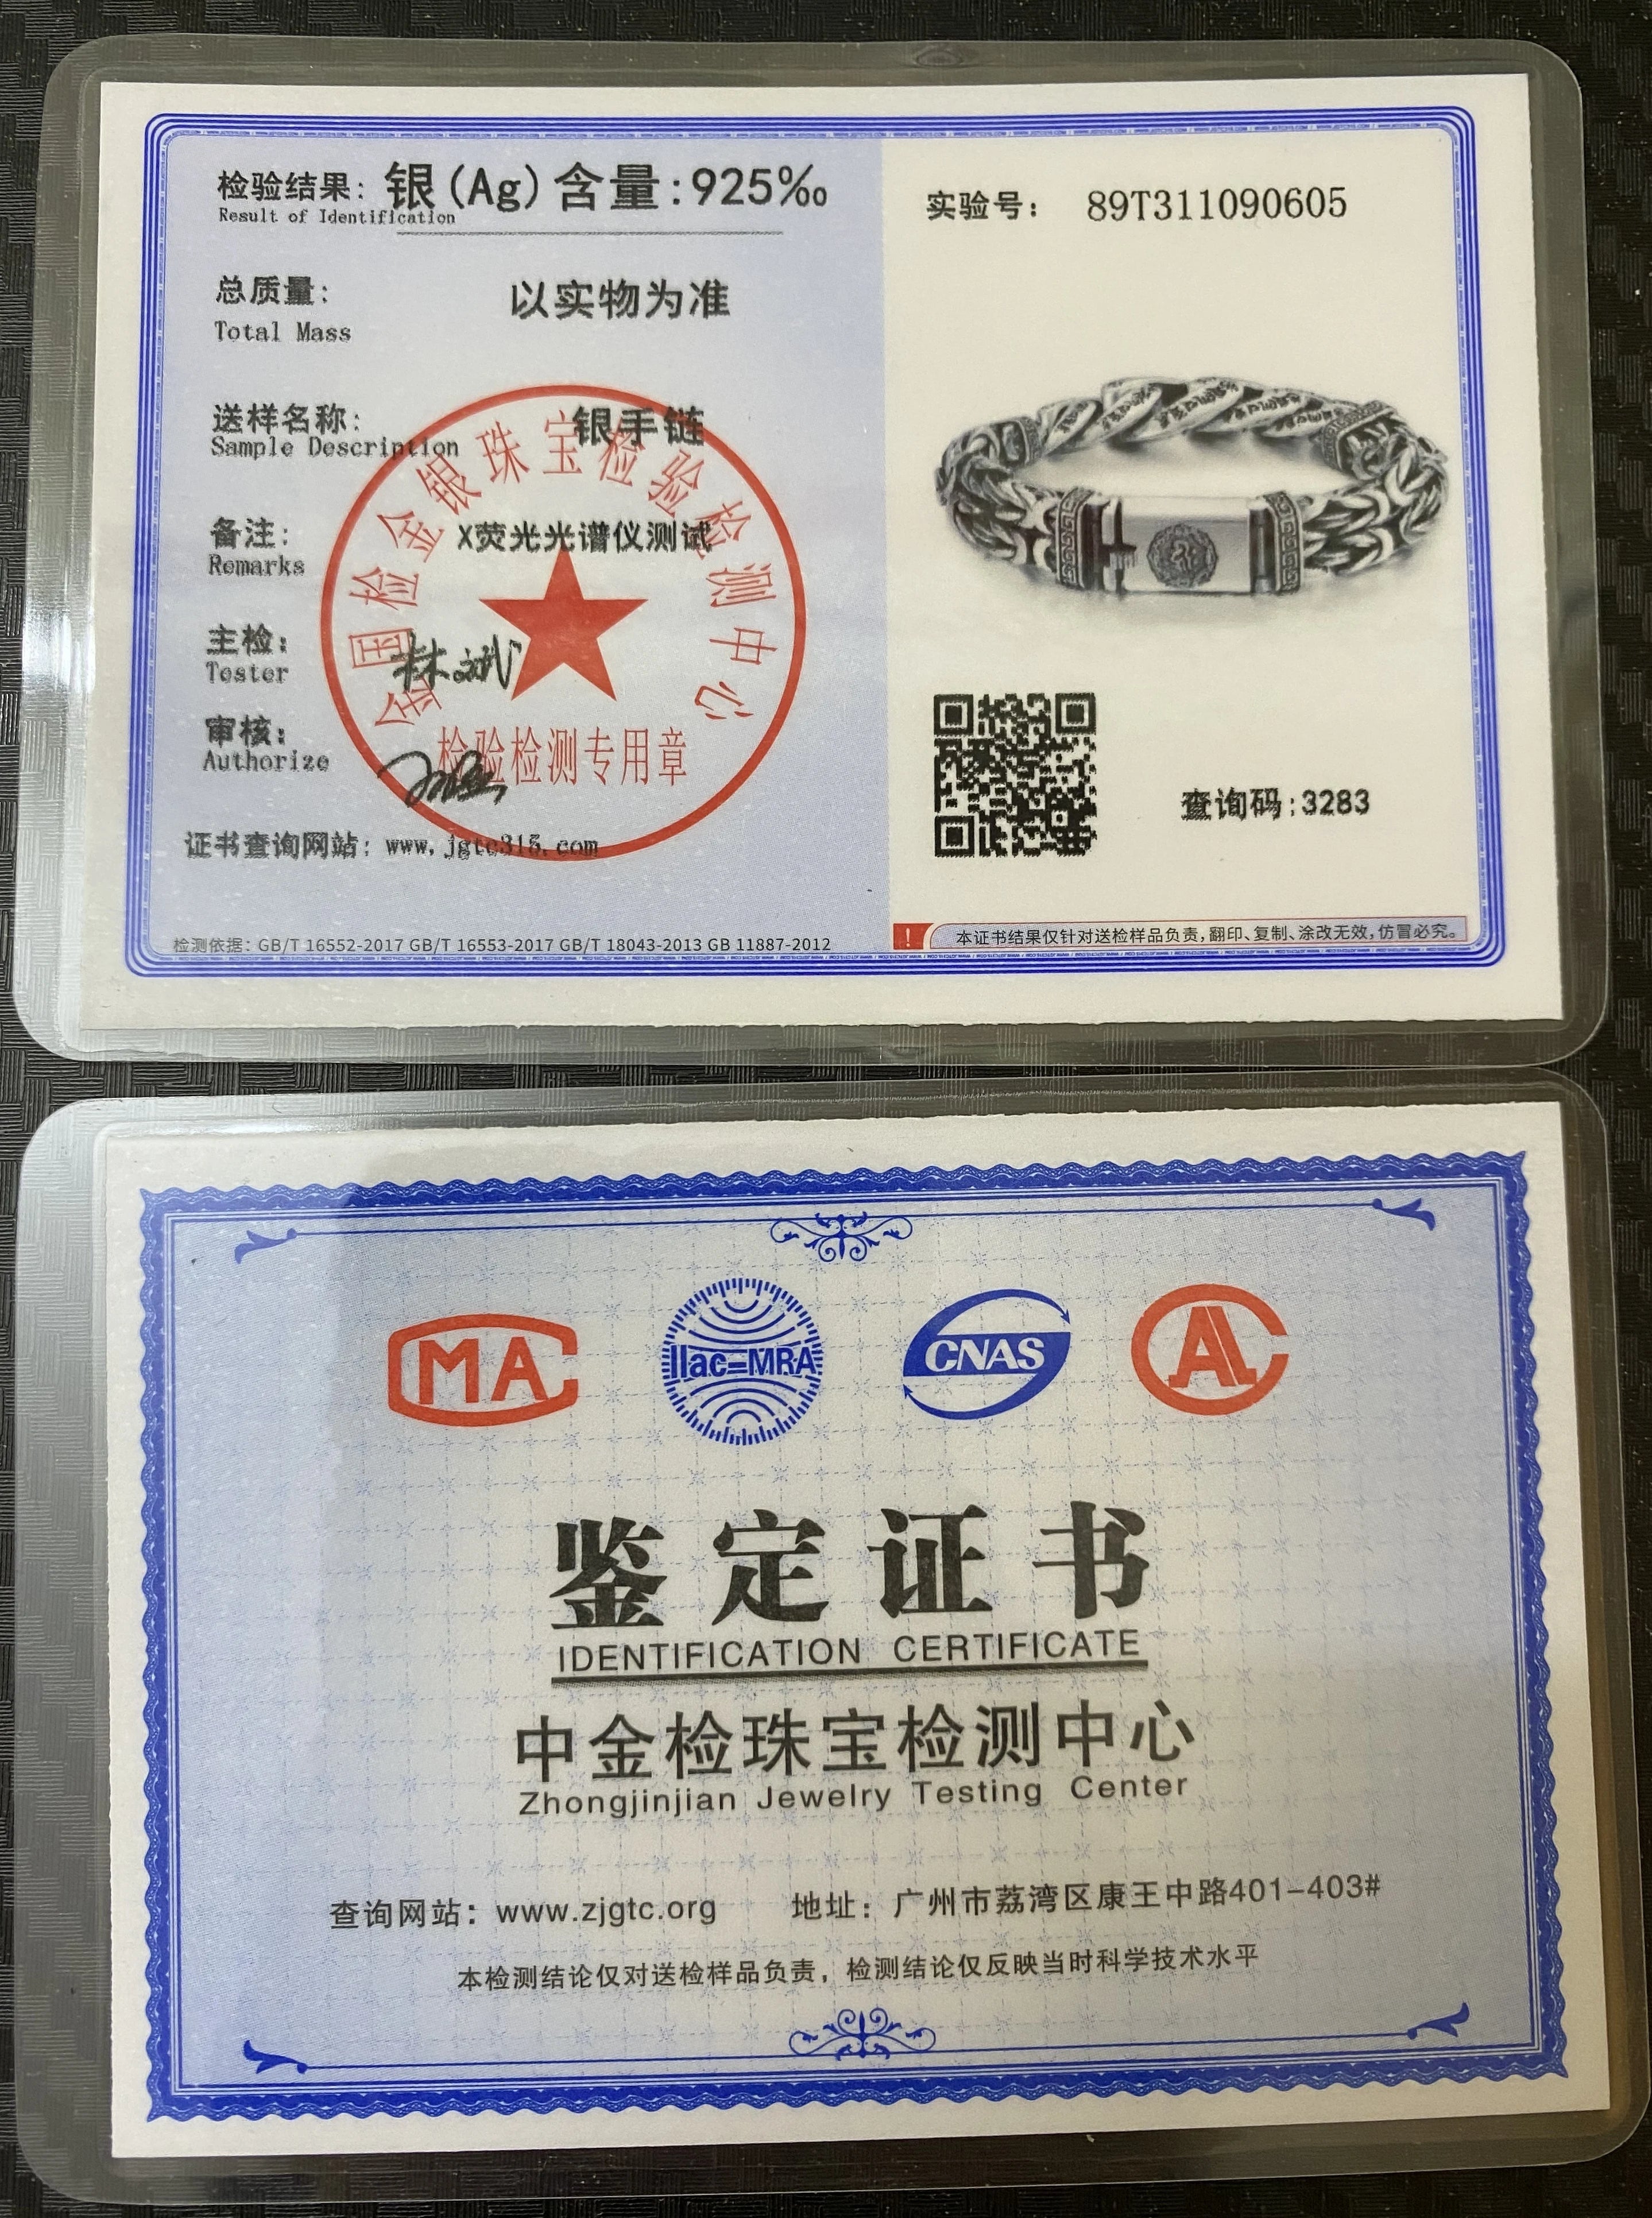 检验结果: 银(Ag)含量:925‰
Result of Identification
总质量: 以实物为准
Total Mass
送样名称: 银手链
Sample Description
备注: X荧光光谱仪测试
Remarks
主检: 林斌
Tester
审核:
Authorize
金国检金银珠宝检验检测中心
检验检测专用章
证书查询网站: www.jgtc315.com
检测依据: GB/T 16552-2017 GB/T 16553-2017 GB/T 18043-2013 GB 11887-2012
实验号: 89T311090605
查询码:3283
! 本证书结果仅针对送检样品负责,翻印、复制、涂改无效,仿冒必究。
MA
ilac-MRA
CNAS
AL
鉴定证书
IDENTIFICATION CERTIFICATE
中金检珠宝检测中心
Zhongjinjian Jewelry Testing Center
查询网站: www.zjgtc.org 地址: 广州市荔湾区康王中路401-403#
本检测结论仅对送检样品负责, 检测结论仅反映当时科学技术水平